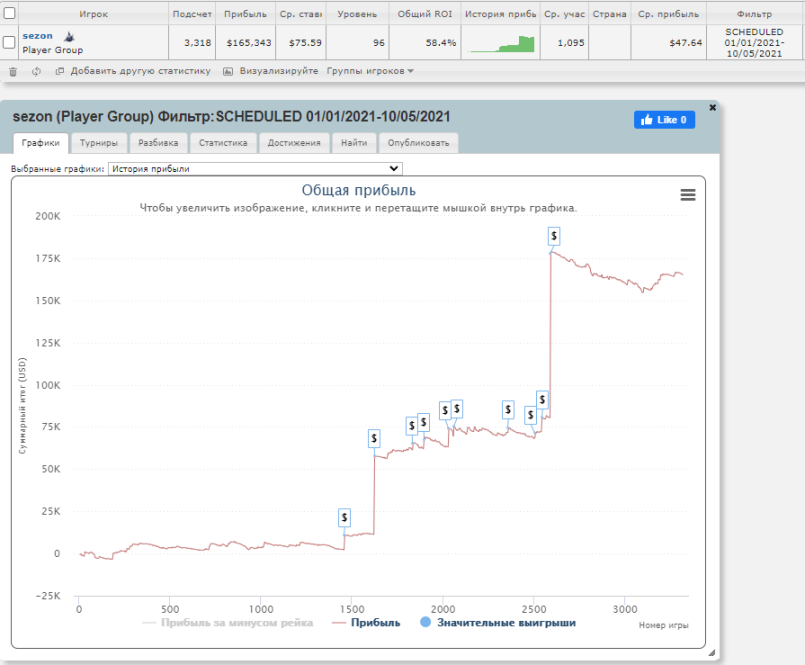 Игрок Подсчет Прибыль Ср. ставк Уровень Общий ROI История прибь Ср. учас Страна Ср. прибыль Фильтр
sezon 3,318 $165,343 $75.59 96 58.4% 1,095 $47.64 SCHEDULED
Player Group 01/01/2021-
10/05/2021
Добавить другую статистику Визуализируйте Группы игроков
sezon (Player Group) Фильтр:SCHEDULED 01/01/2021-10/05/2021
Like 0
Графики Турниры Разбивка Статистика Достижения Найти Опубликовать
Выбранные графики: История прибыли
Общая прибыль
Чтобы увеличить изображение, кликните и перетащите мышкой внутрь графика.
200K
175K
150K
125K
100K
75K
50K
25K
0
−25K
Суммарный итог (USD)
$ $ $ $ $ $ $ $ $ $
0 500 1000 1500 2000 2500 3000
Прибыль за минусом рейка Прибыль Значительные выигрыши
Номер игры